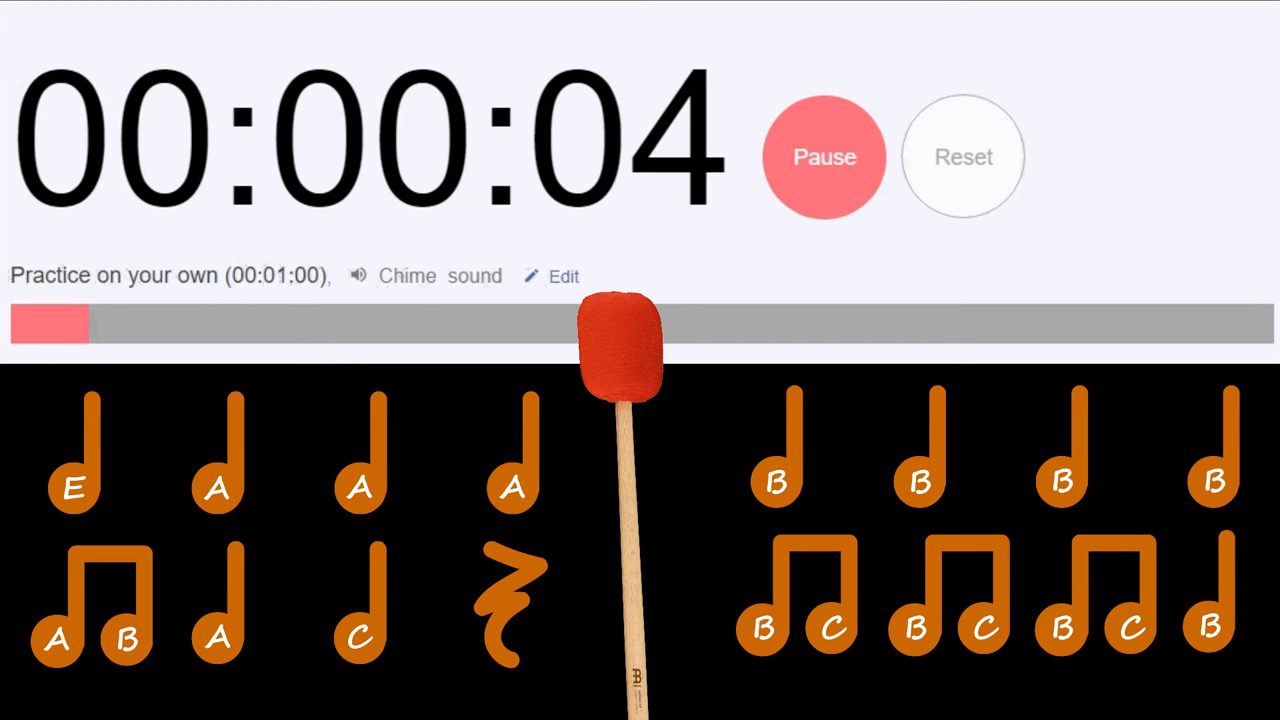 00:00:04
Pause
Reset
Practice on your own (00:01:00),
Chime sound
Edit
E A A A
B B B B
A B A C
B C B C B C B